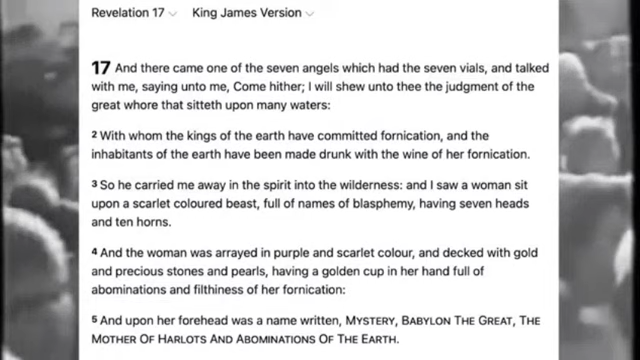 Revelation 17 King James Version
17 And there came one of the seven angels which had the seven vials, and talked
with me, saying unto me, Come hither; I will shew unto thee the judgment of the
great whore that sitteth upon many waters:
2 With whom the kings of the earth have committed fornication, and the
inhabitants of the earth have been made drunk with the wine of her fornication.
3 So he carried me away in the spirit into the wilderness: and I saw a woman sit
upon a scarlet coloured beast, full of names of blasphemy, having seven heads
and ten horns.
4 And the woman was arrayed in purple and scarlet colour, and decked with gold
and precious stones and pearls, having a golden cup in her hand full of
abominations and filthiness of her fornication:
5 And upon her forehead was a name written, Mystery, Babylon The Great, The
Mother Of Harlots And Abominations Of The Earth.